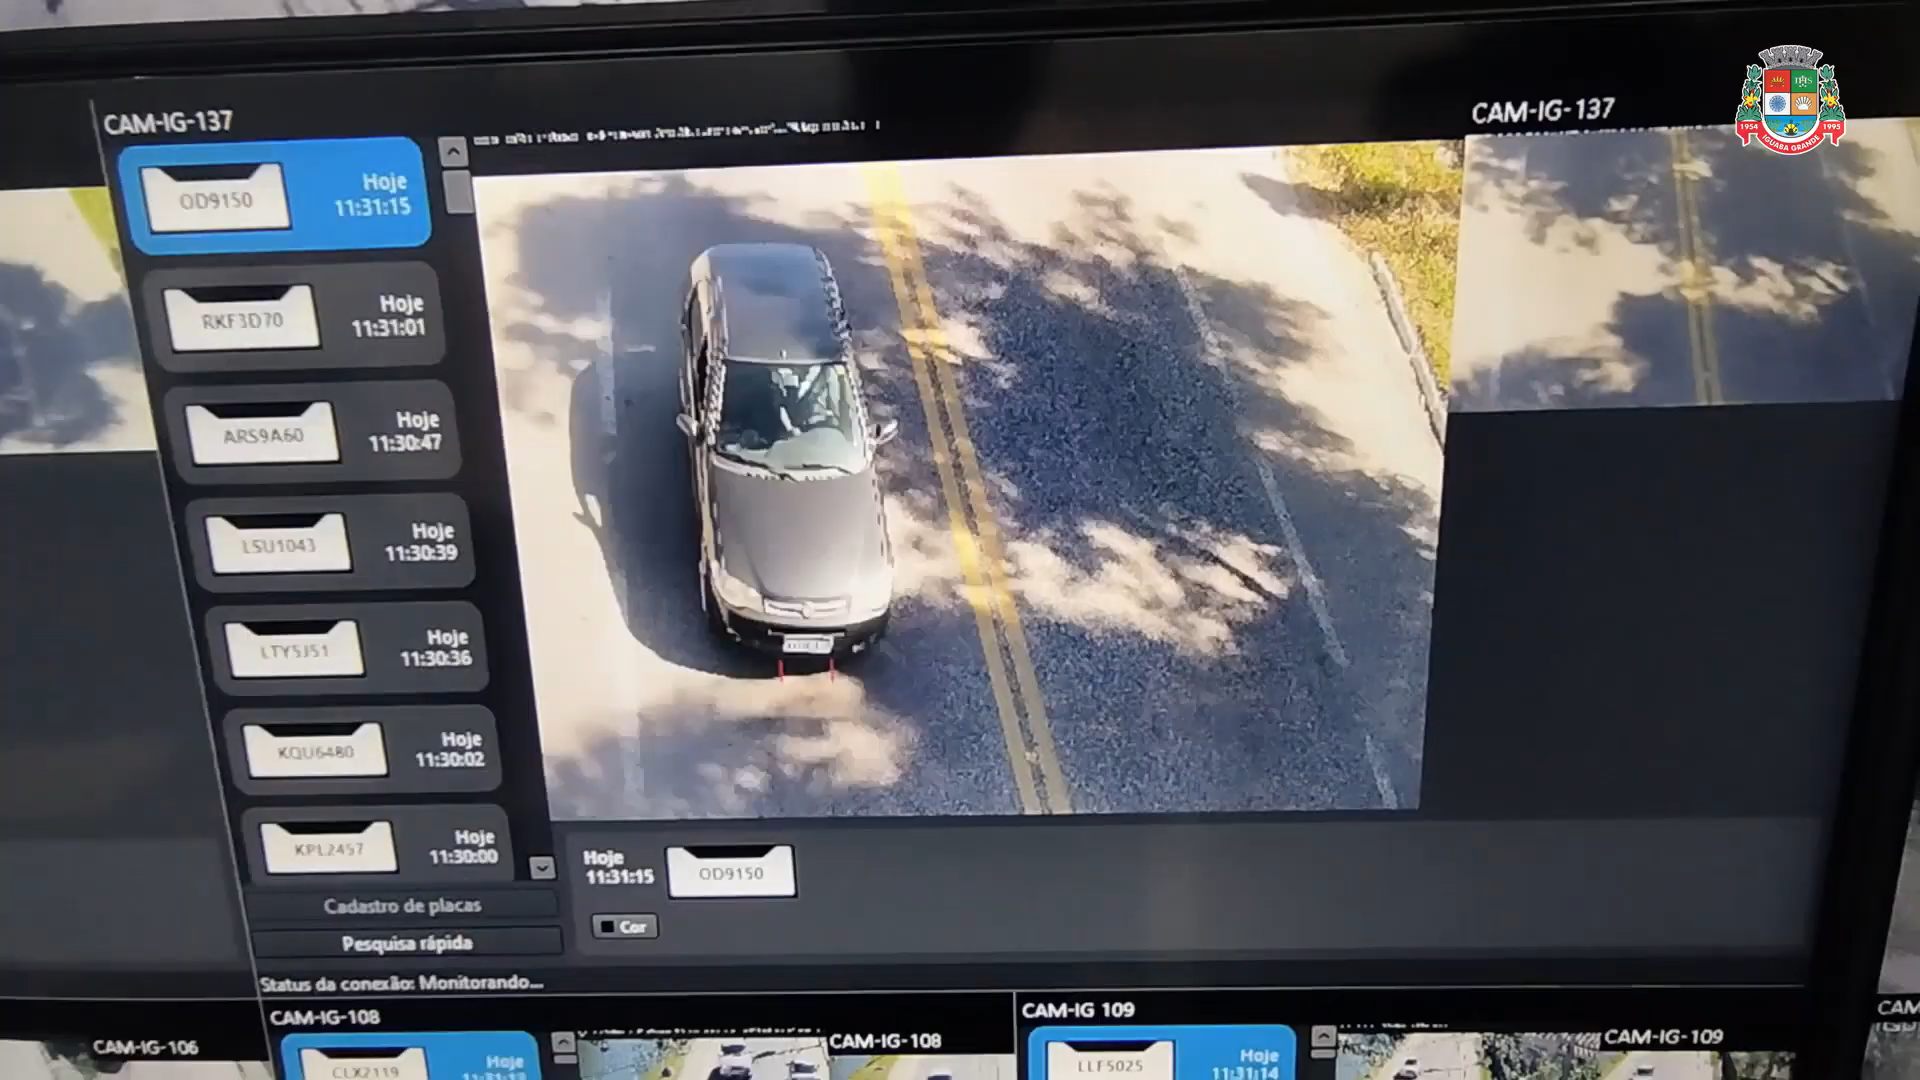 CAM-IG-137
OD9150
Hoje
11:31:15
RKF3D70
Hoje
11:31:01
ARS9A60
Hoje
11:30:47
LSU1043
Hoje
11:30:39
LTY5J51
Hoje
11:30:36
KQU6480
Hoje
11:30:02
KPL2457
Hoje
11:30:00
Cadastro de placas
Pesquisa rápida
Status da conexão: Monitorando...
Hoje
11:31:15
OD9150
Cor
CAM-IG-137
1954
1995
IGUABA GRANDE
CAM-IG-106
CAM-IG-108
CLX2119
Hoje
CAM-IG-108
CAM-IG 109
LLF5025
Hoje
11:31:14
CAM-IG-109
CAM